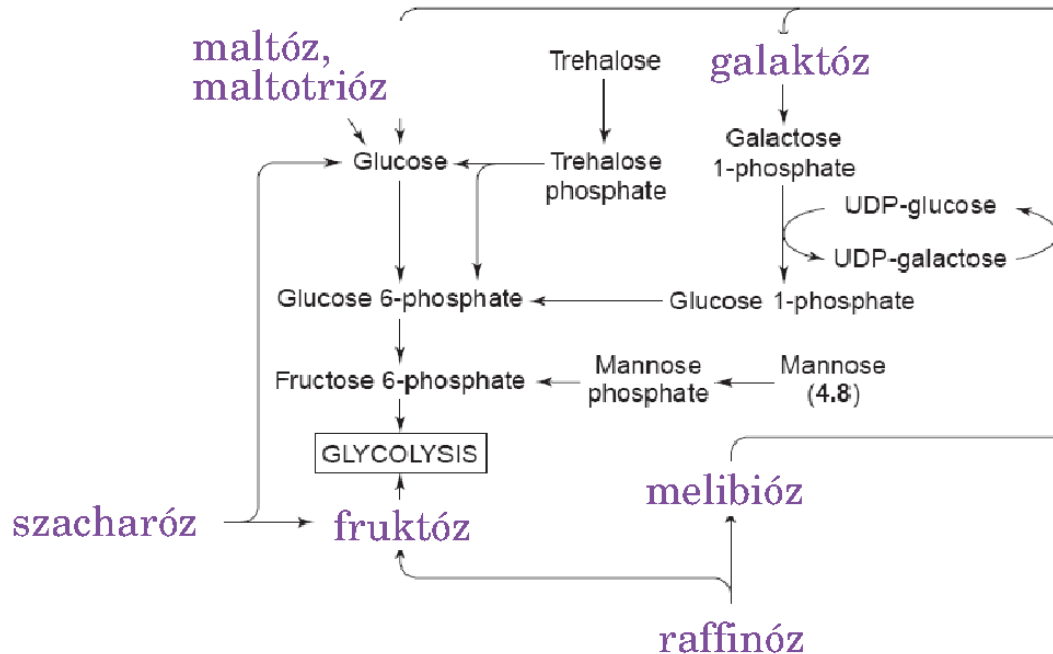 maltóz,
maltotrióz
Trehalose
galaktóz
Glucose
Trehalose
phosphate
Galactose
1-phosphate
UDP-glucose
UDP-galactose
Glucose 6-phosphate
Glucose 1-phosphate
Fructose 6-phosphate
Mannose
phosphate
Mannose
(4.8)
GLYCOLYSIS
melibióz
szacharóz
fruktóz
raffinóz